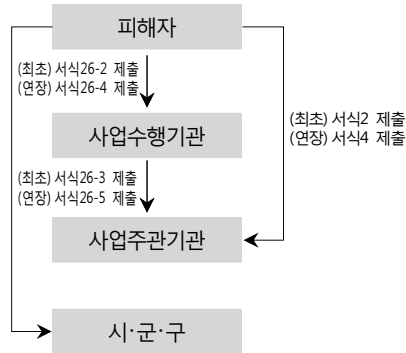 피해자
(최초) 서식26-2 제출
(연장) 서식26-4 제출
(최초) 서식2 제출
(연장) 서식4 제출
사업수행기관
(최초) 서식26-3 제출
(연장) 서식26-5 제출
사업주관기관
시·군·구